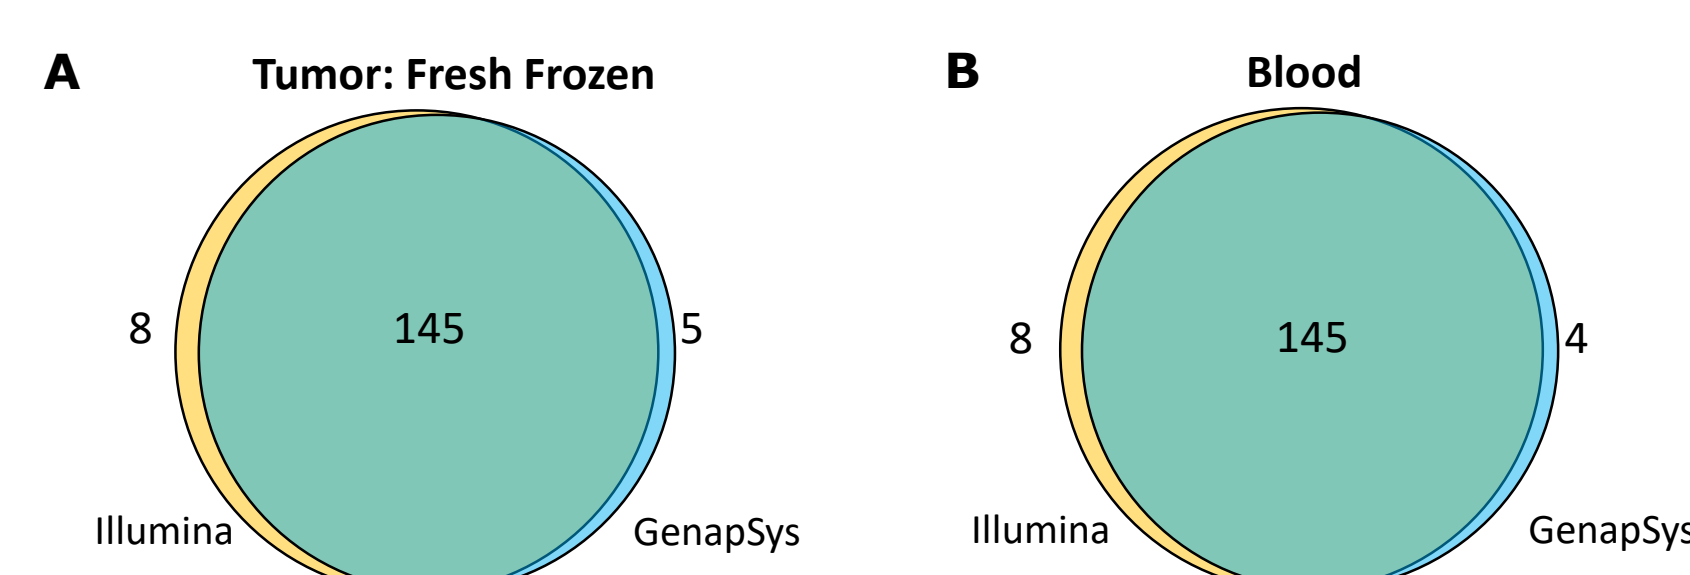 A
Tumor: Fresh Frozen
8
145
5
Illumina
GenapSys
B
Blood
8
145
4
Illumina
GenapSys